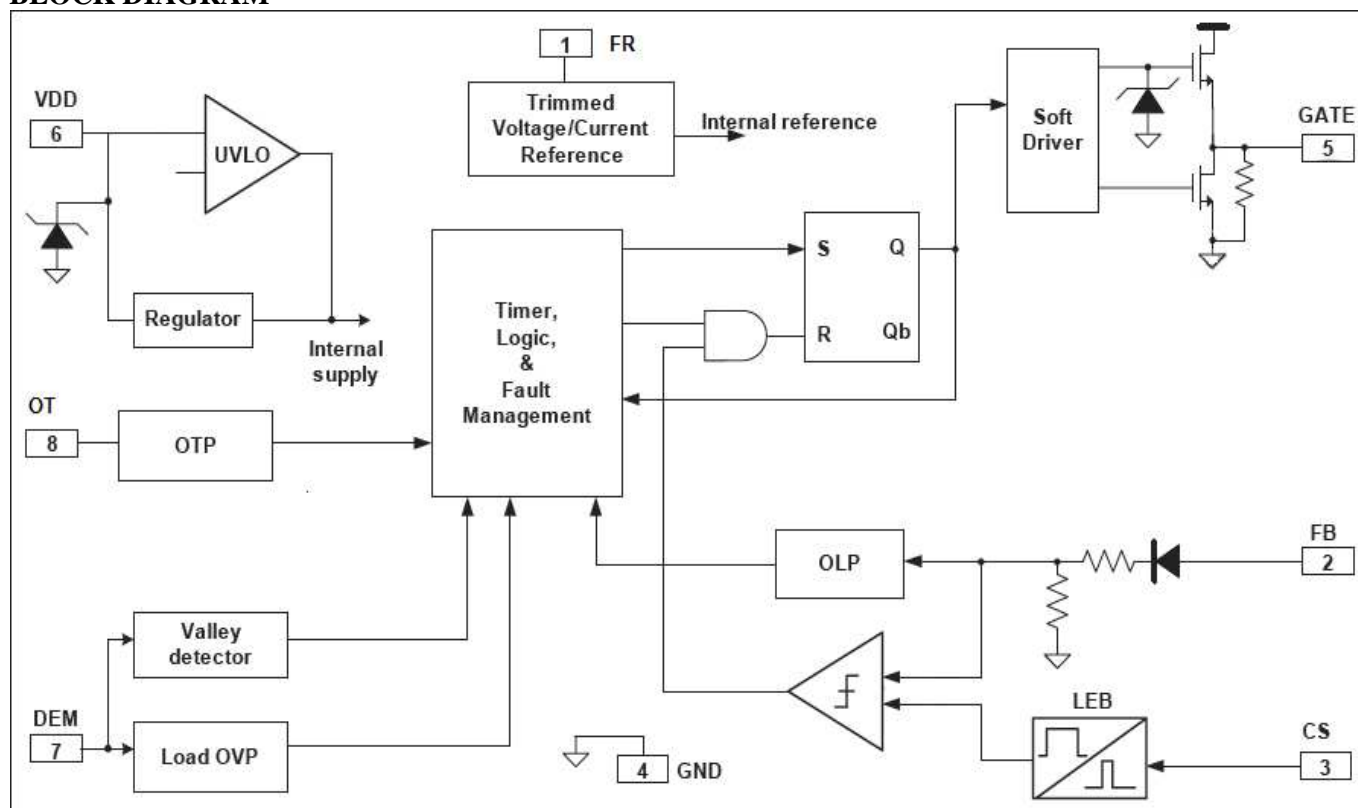 BLOCK DIAGRAM
1
FR
Trimmed
Voltage/Current
Reference
Internal reference
VDD
6
UVLO
Regulator
Internal
supply
Soft
Driver
GATE
5
Timer,
Logic,
&
Fault
Management
S
Q
R
Qb
OT
8
OTP
OLP
FB
2
Valley
detector
DEM
7
Load OVP
4
GND
LEB
CS
3